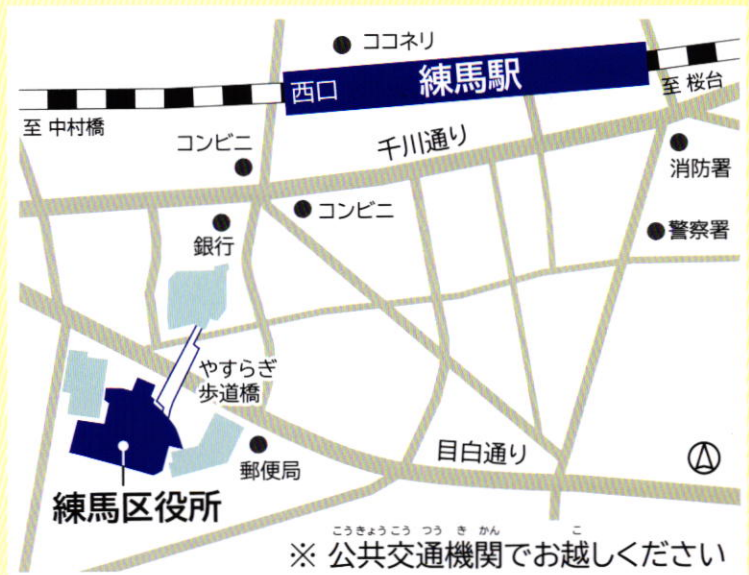 ココネリ
西口
練馬駅
至 中村橋
至 桜台
コンビニ
千川通り
消防署
コンビニ
銀行
警察署
やすらぎ
歩道橋
目白通り
郵便局
練馬区役所
こうきょうこうつうきかん こ
※ 公共交通機関でお越しください